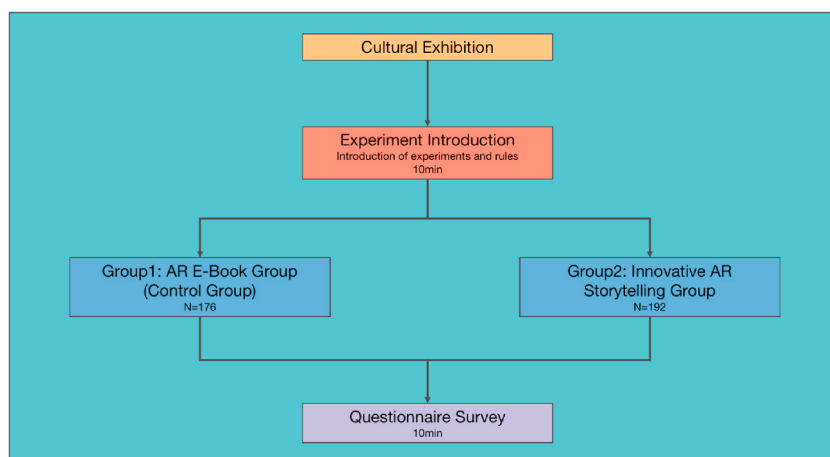 Cultural Exhibition
Experiment Introduction
Introduction of experiments and rules
10min
Group1: AR E-Book Group
(Control Group)
N=176
Group2: Innovative AR
Storytelling Group
N=192
Questionnaire Survey
10min